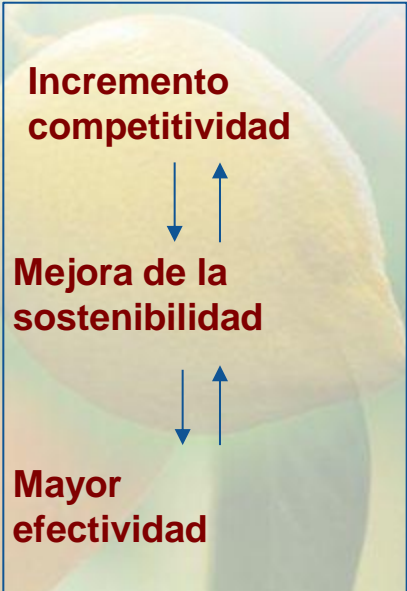 Incremento
competitividad
Mejora de la
sostenibilidad
Mayor
efectividad